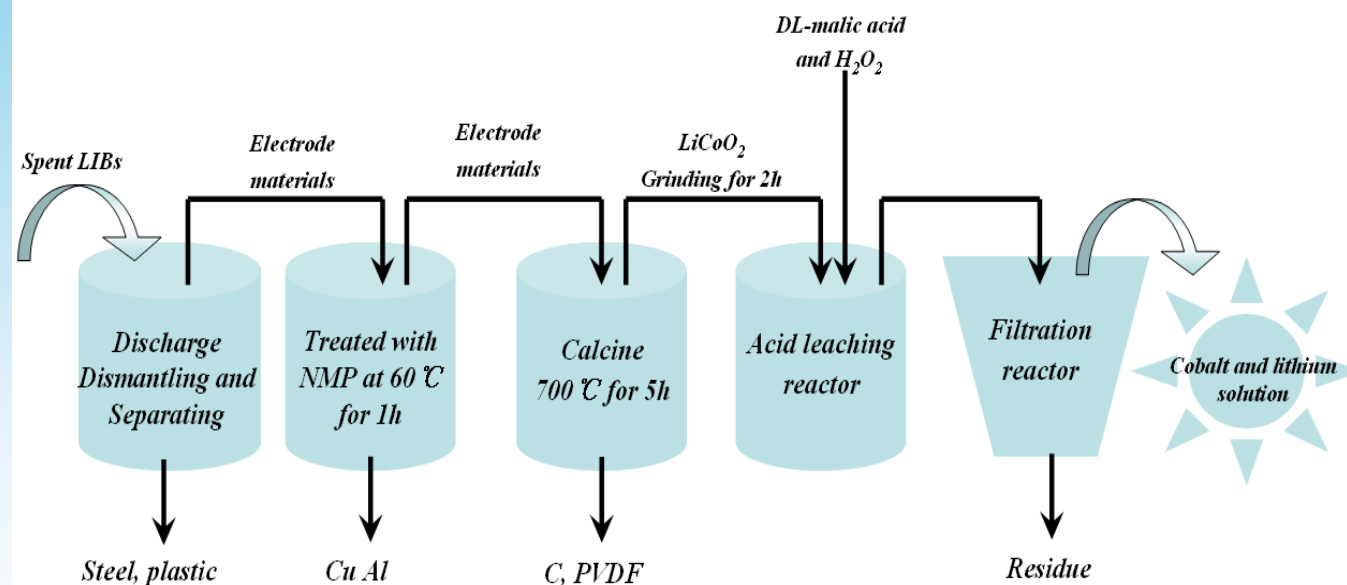 DL-malic acid
and H₂O₂
Spent LIBs
Electrode
materials
Electrode
materials
LiCoO₂
Grinding for 2h
Discharge
Dismantling and
Separating
Treated with
NMP at 60 ℃
for 1h
Calcine
700 ℃ for 5h
Acid leaching
reactor
Filtration
reactor
Cobalt and lithium
solution
Steel, plastic
Cu Al
C, PVDF
Residue